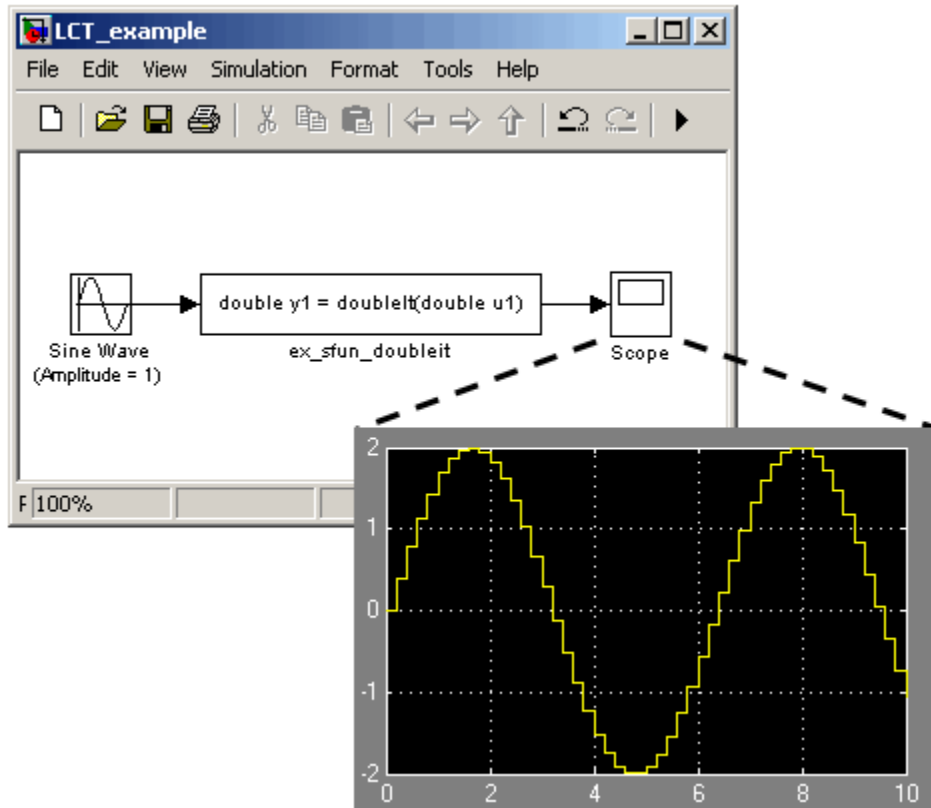 LCT_example
File Edit View Simulation Format Tools Help
double y1 = doubleIt(double u1)
Sine Wave
(Amplitude = 1)
ex_sfun_doubleit
Scope
F 100%
2
1
0
-1
-2
0 2 4 6 8 10